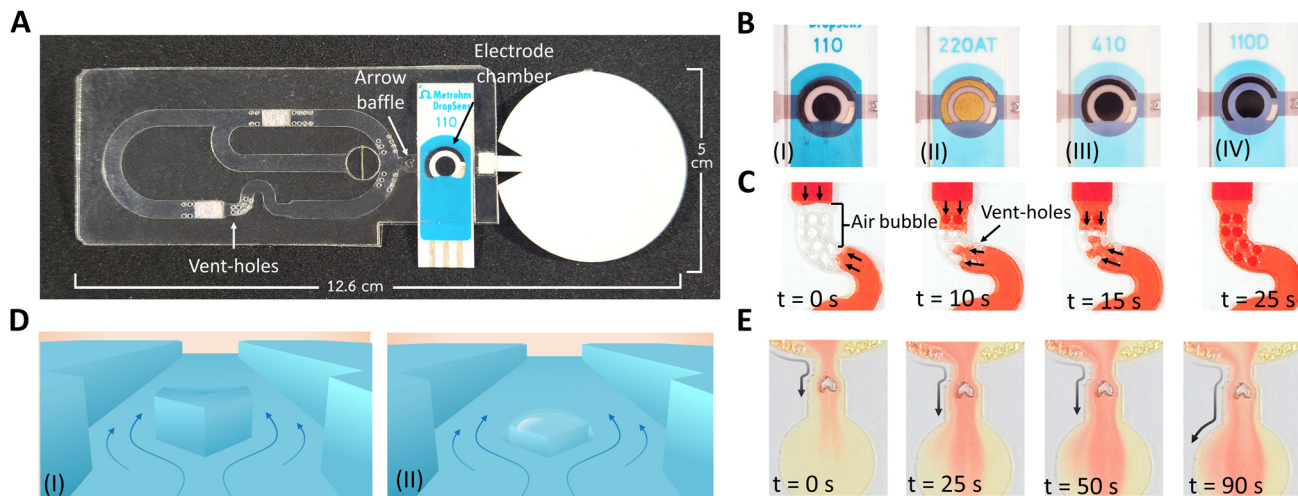 A
Electrode
chamber
Arrow
baffle
Metrohm
DropSens
110
5
cm
Vent-holes
12.6 cm
B
DropSens
110
(I)
220AT
(II)
410
(III)
110D
(IV)
C
Air bubble
Vent-holes
t = 0 s
t = 10 s
t = 15 s
t = 25 s
D
(I)
(II)
E
t = 0 s
t = 25 s
t = 50 s
t = 90 s